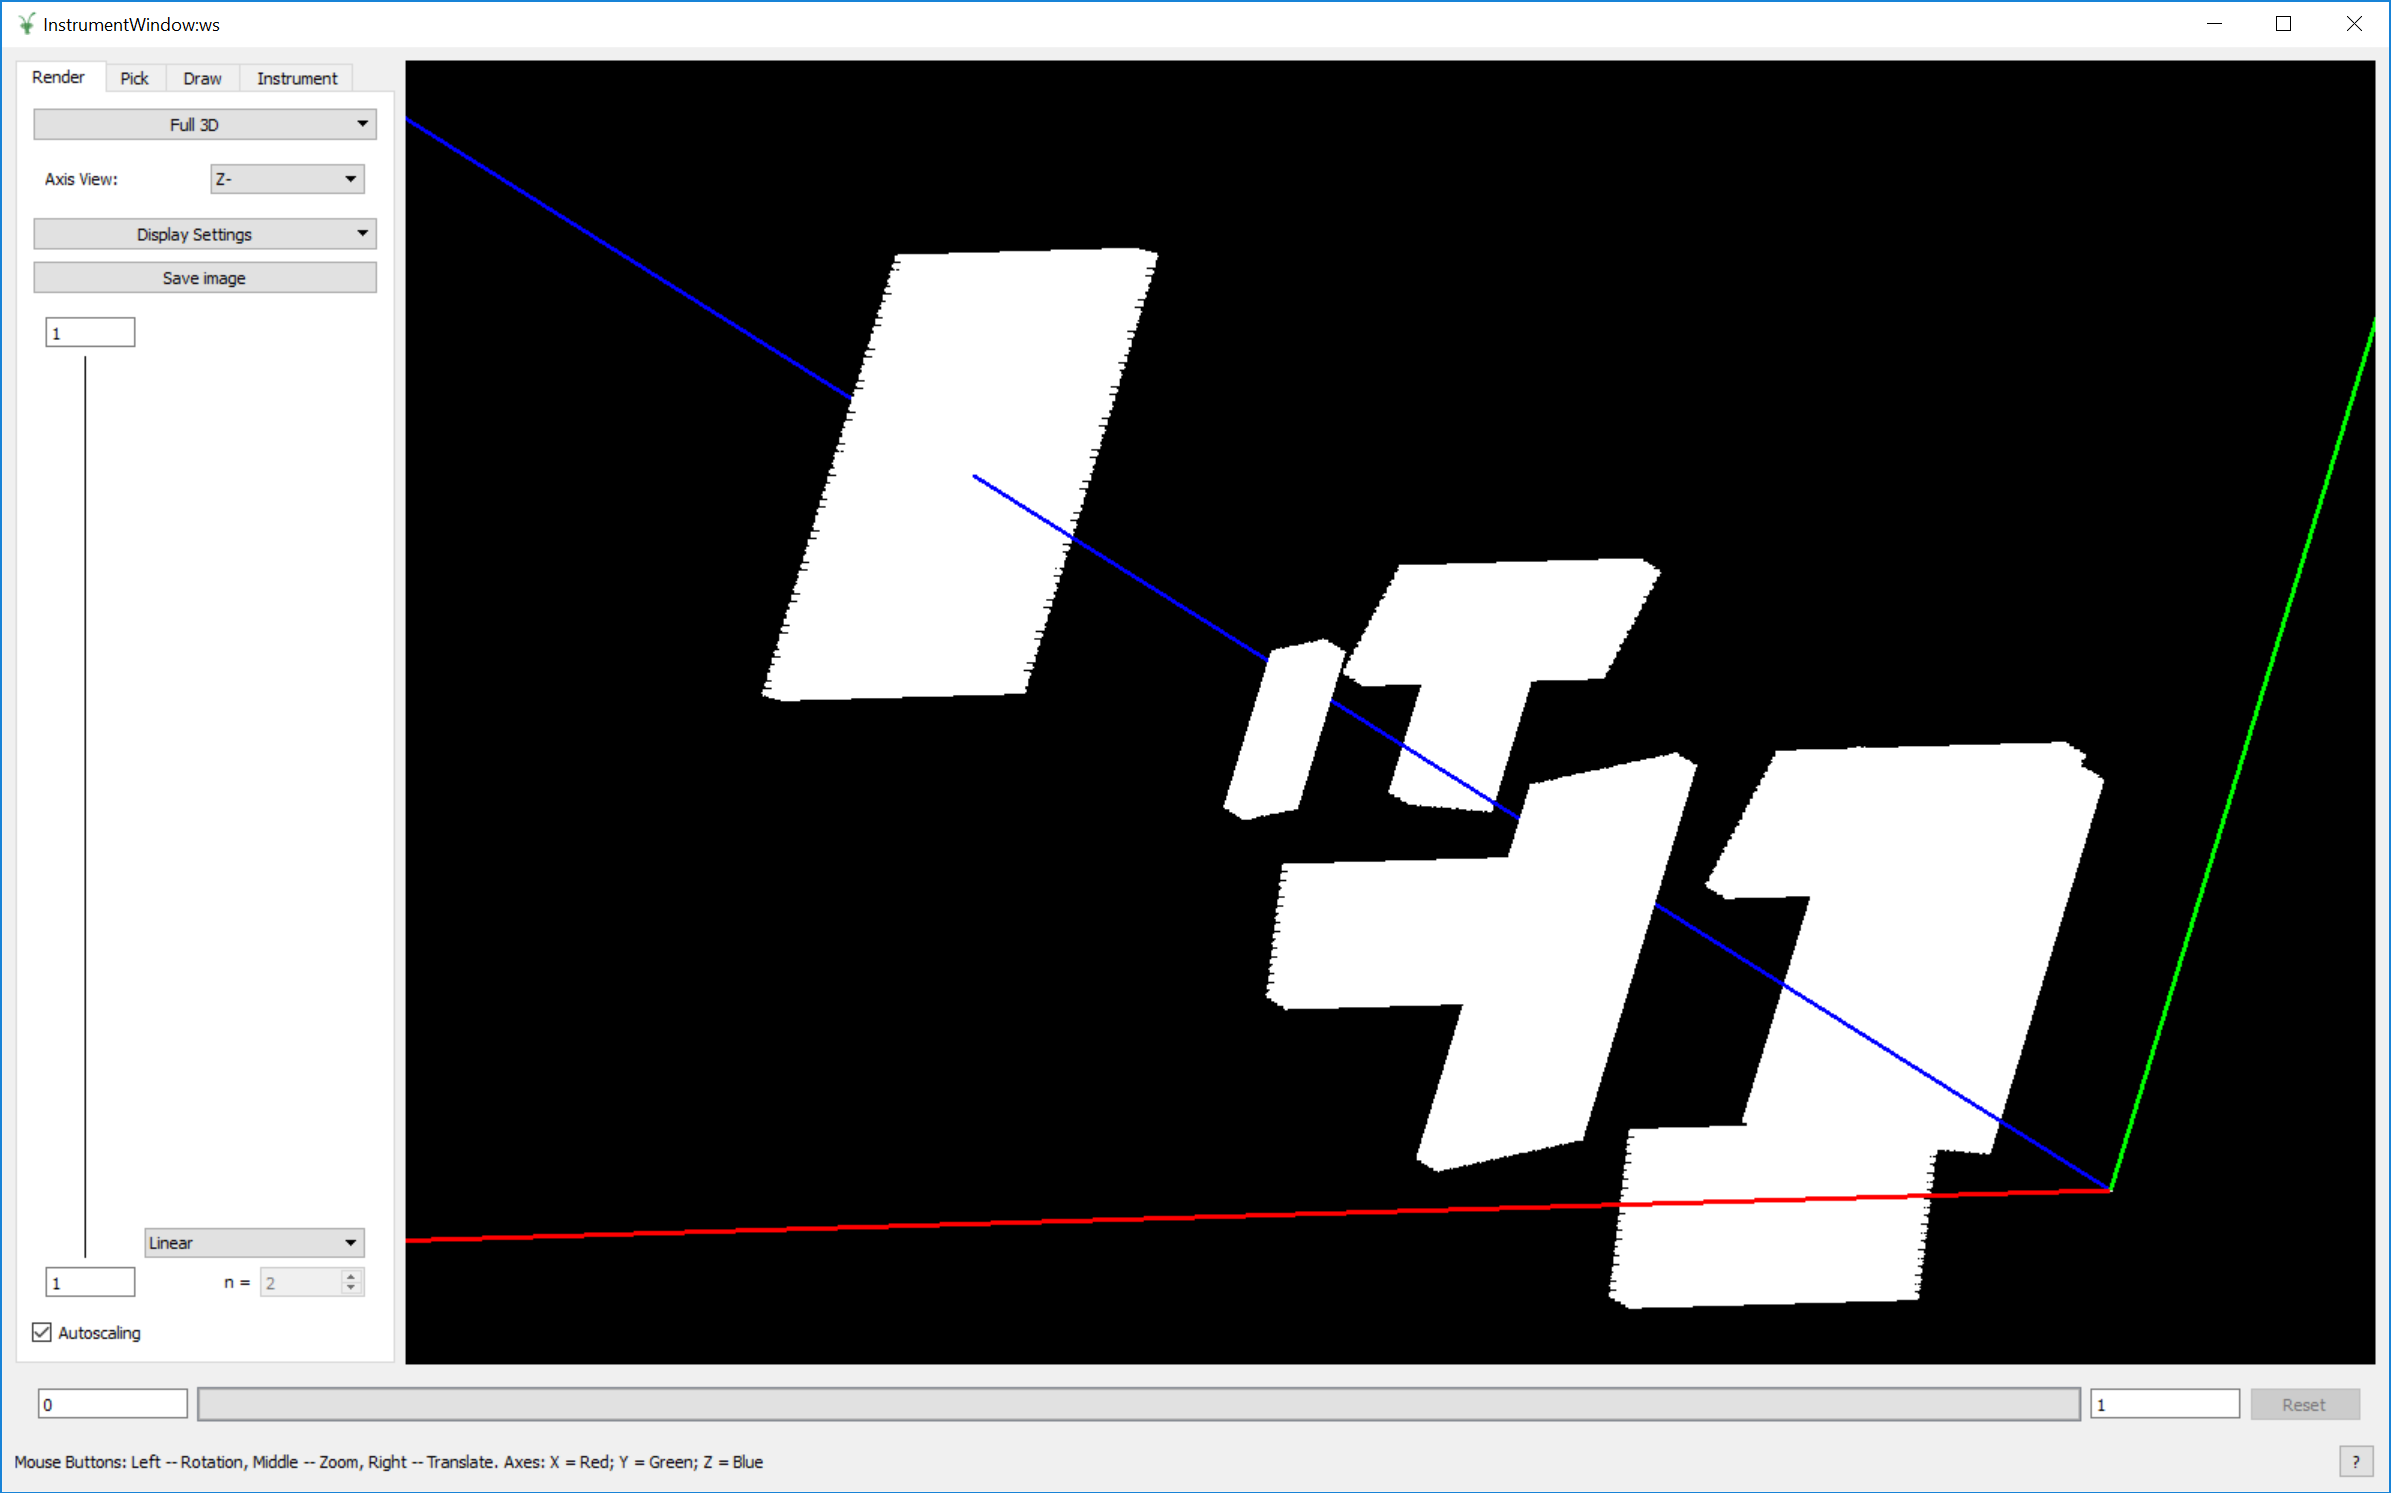 InstrumentWindow:ws
Render Pick Draw Instrument
Full 3D
Axis View: Z-
Display Settings
Save image
1
Linear
1 n = 2
Autoscaling
0 1 Reset
Mouse Buttons: Left -- Rotation, Middle -- Zoom, Right -- Translate. Axes: X = Red; Y = Green; Z = Blue ?